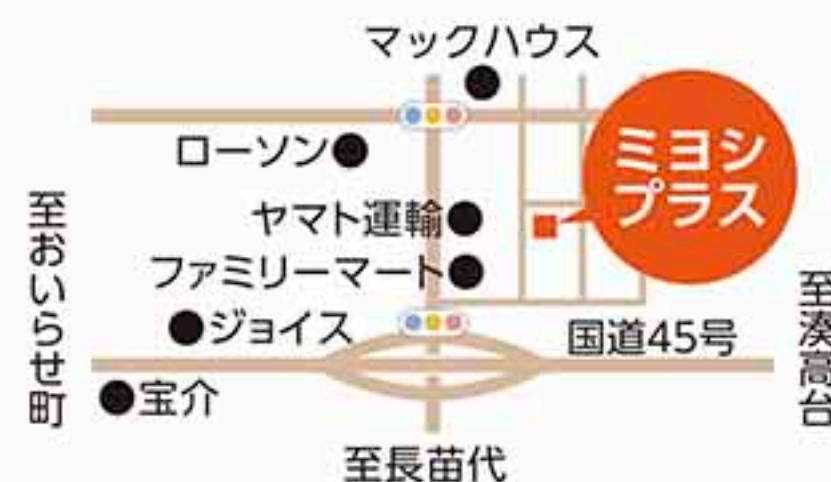 マックハウス
ローソン
ミヨシ
プラス
ヤマト運輸
ファミリーマート
ジョイス
国道45号
宝介
至おいらせ町
至湊高台
至長苗代